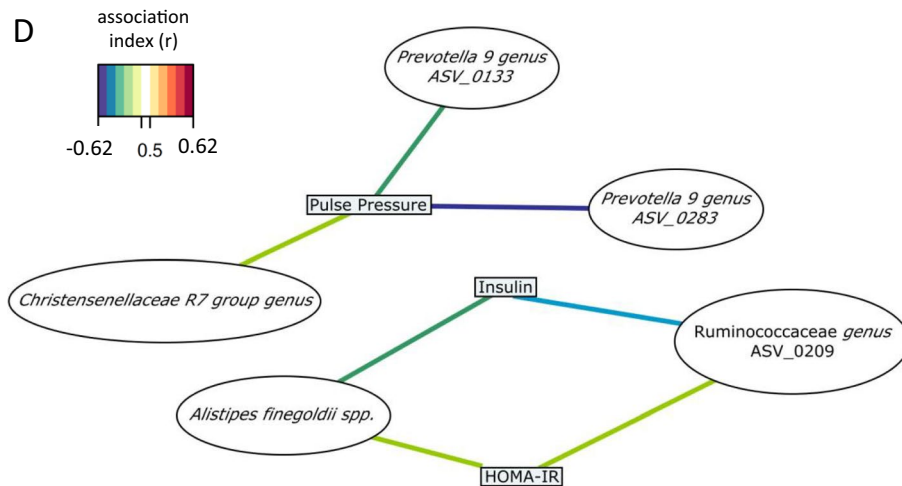 D
association
index (r)
-0.62
0.5
0.62
Prevotella 9 genus
ASV_0133
Pulse Pressure
Prevotella 9 genus
ASV_0283
Christensenellaceae R7 group genus
Insulin
Ruminococcaceae genus
ASV_0209
Alistipes finegoldii spp.
HOMA-IR